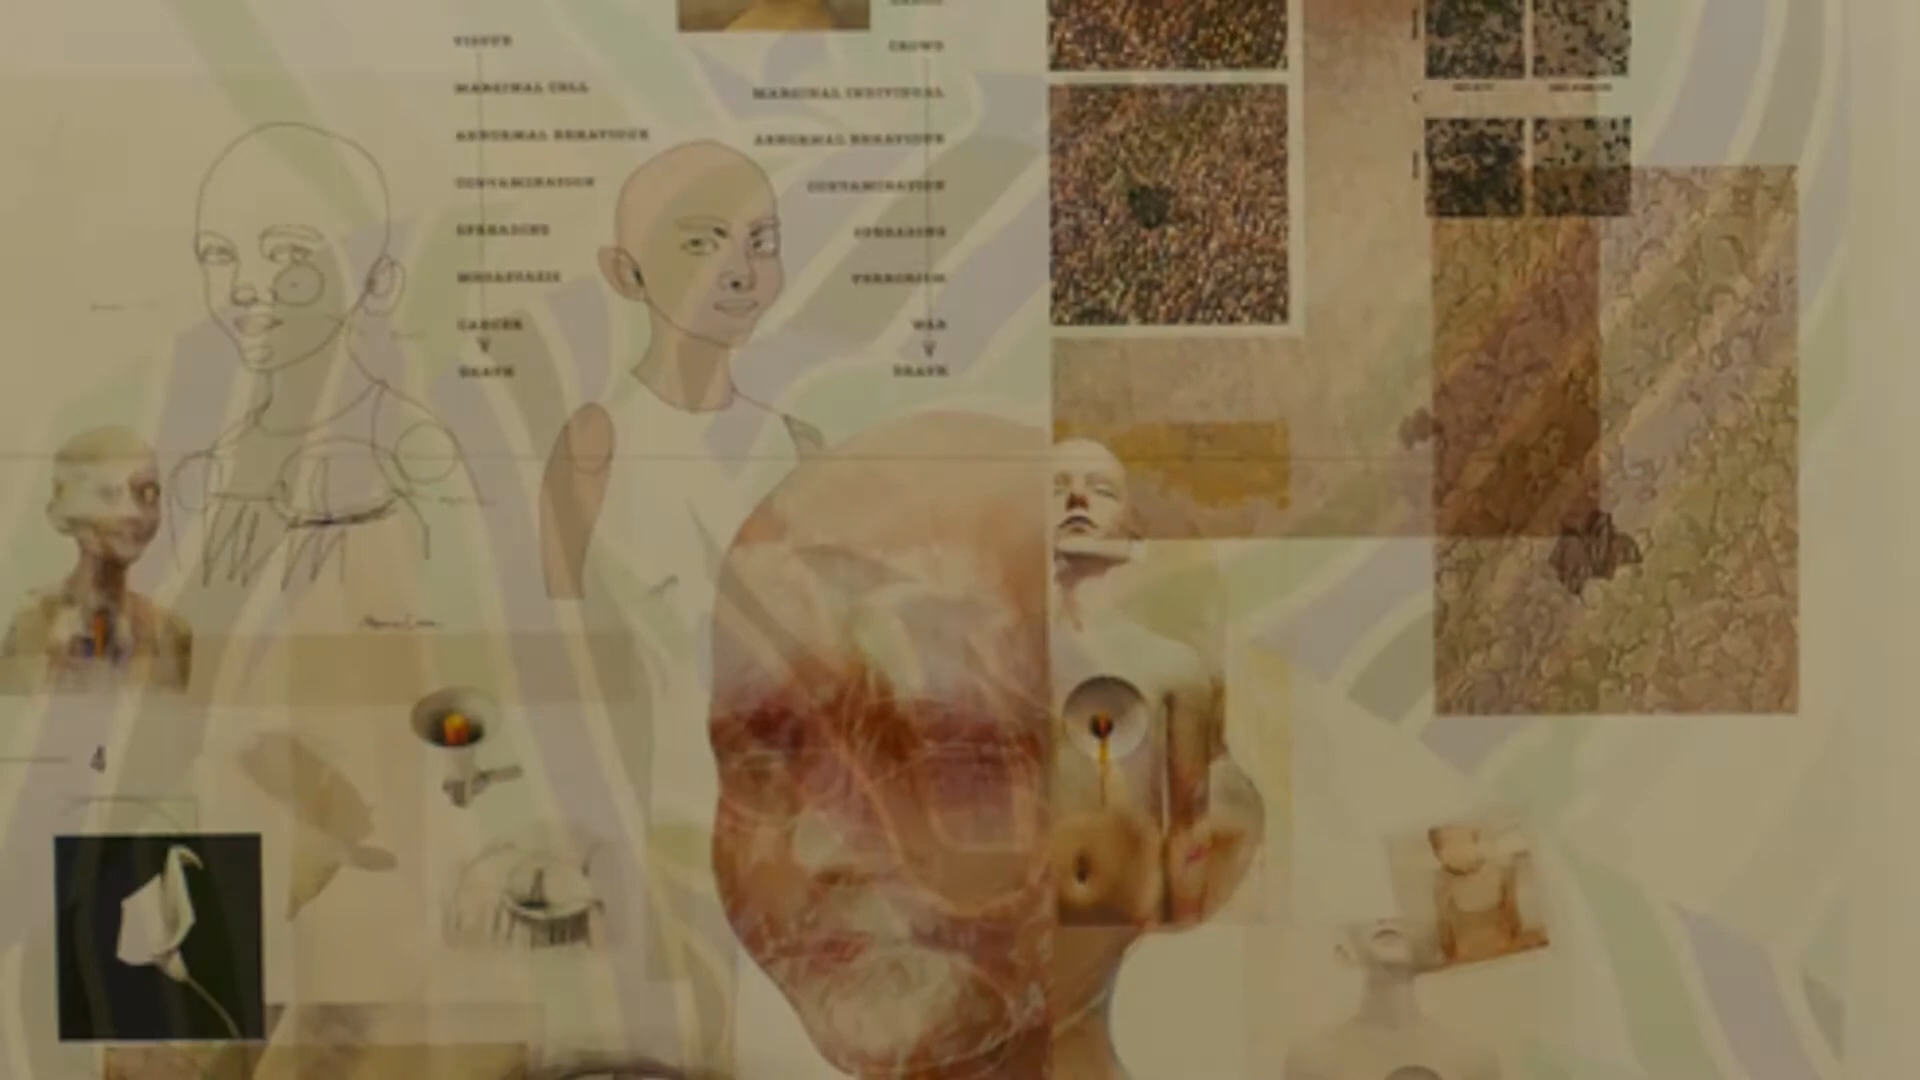 TISSUE
MARGINAL CELL
ABNORMAL BEHAVIOUR
CONTAMINATION
SPREADING
METASTASIS
CANCER
DEATH
CROWD
MARGINAL INDIVIDUAL
ABNORMAL BEHAVIOUR
CONTAMINATION
SPREADING
TERRORISM
WAR
DEATH
4